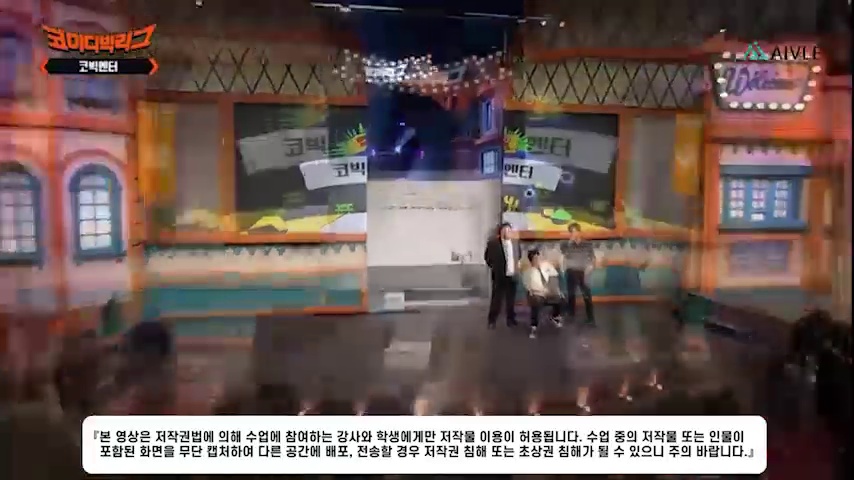 코미디빅리그
코빅엔터
AIVLE
Welcome
코빅 엔터
코빅 엔터
『본 영상은 저작권법에 의해 수업에 참여하는 강사와 학생에게만 저작물 이용이 허용됩니다. 수업 중의 저작물 또는 인물이
포함된 화면을 무단 캡처하여 다른 공간에 배포, 전송할 경우 저작권 침해 또는 초상권 침해가 될 수 있으니 주의 바랍니다.』